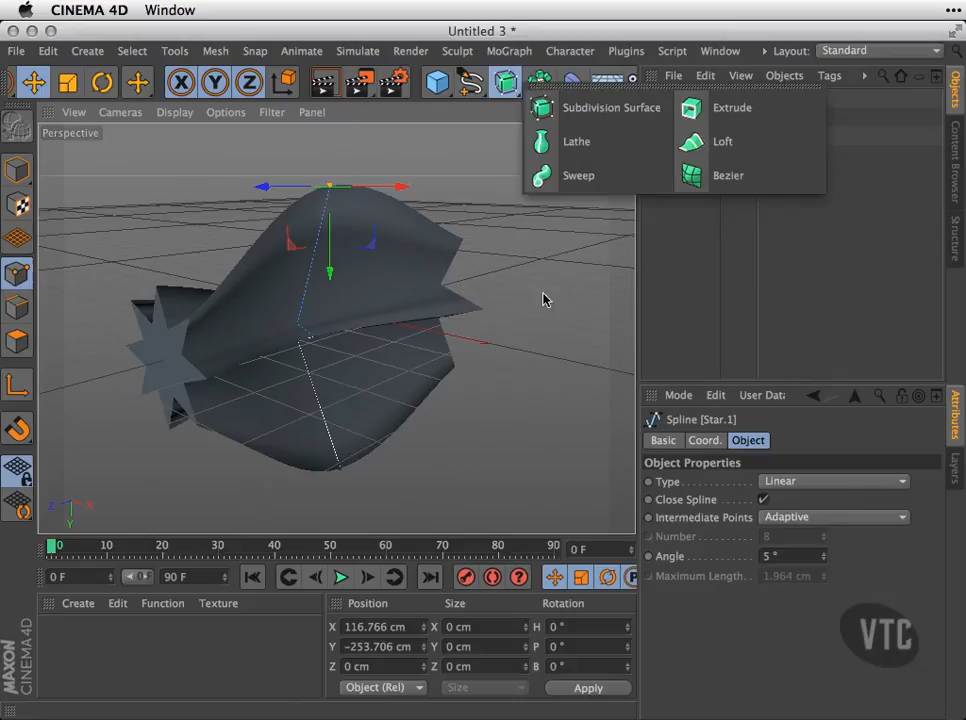 CINEMA 4D Window
Untitled 3 *
File Edit Create Select Tools Mesh Snap Animate Simulate Render Sculpt MoGraph Character Plugins Script Window Layout: Standard
X Y Z
File Edit View Objects Tags
View Cameras Display Options Filter Panel
Perspective
Subdivision Surface Extrude
Lathe Loft
Sweep Bezier
Objects
Content Browser
Structure
Mode Edit User Data
Spline [Star.1]
Basic Coord. Object
Object Properties
Type Linear
Close Spline
Intermediate Points Adaptive
Number 8
Angle 5 °
Maximum Length. 1.964 cm
Attributes
Layers
Z X
Y
0 10 20 30 40 50 60 70 80 90 0 F
0 F 90 F
Create Edit Function Texture
Position Size Rotation
X 116.766 cm X 0 cm H 0 °
Y -253.706 cm Y 0 cm P 0 °
Z 0 cm Z 0 cm B 0 °
Object (Rel) Size Apply
VTC
MAXON
CINEMA 4D